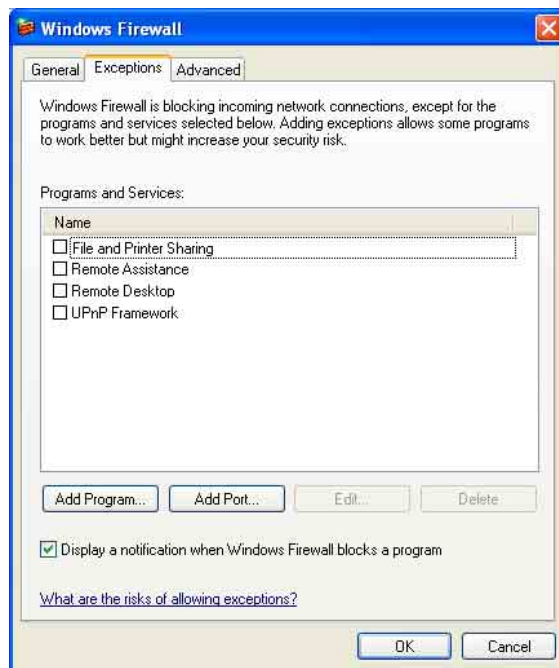 Windows Firewall
General Exceptions Advanced
Windows Firewall is blocking incoming network connections, except for the
programs and services selected below. Adding exceptions allows some programs
to work better but might increase your security risk.
Programs and Services:
Name
File and Printer Sharing
Remote Assistance
Remote Desktop
UPnP Framework
Add Program... Add Port... Edit... Delete
Display a notification when Windows Firewall blocks a program
What are the risks of allowing exceptions?
OK Cancel